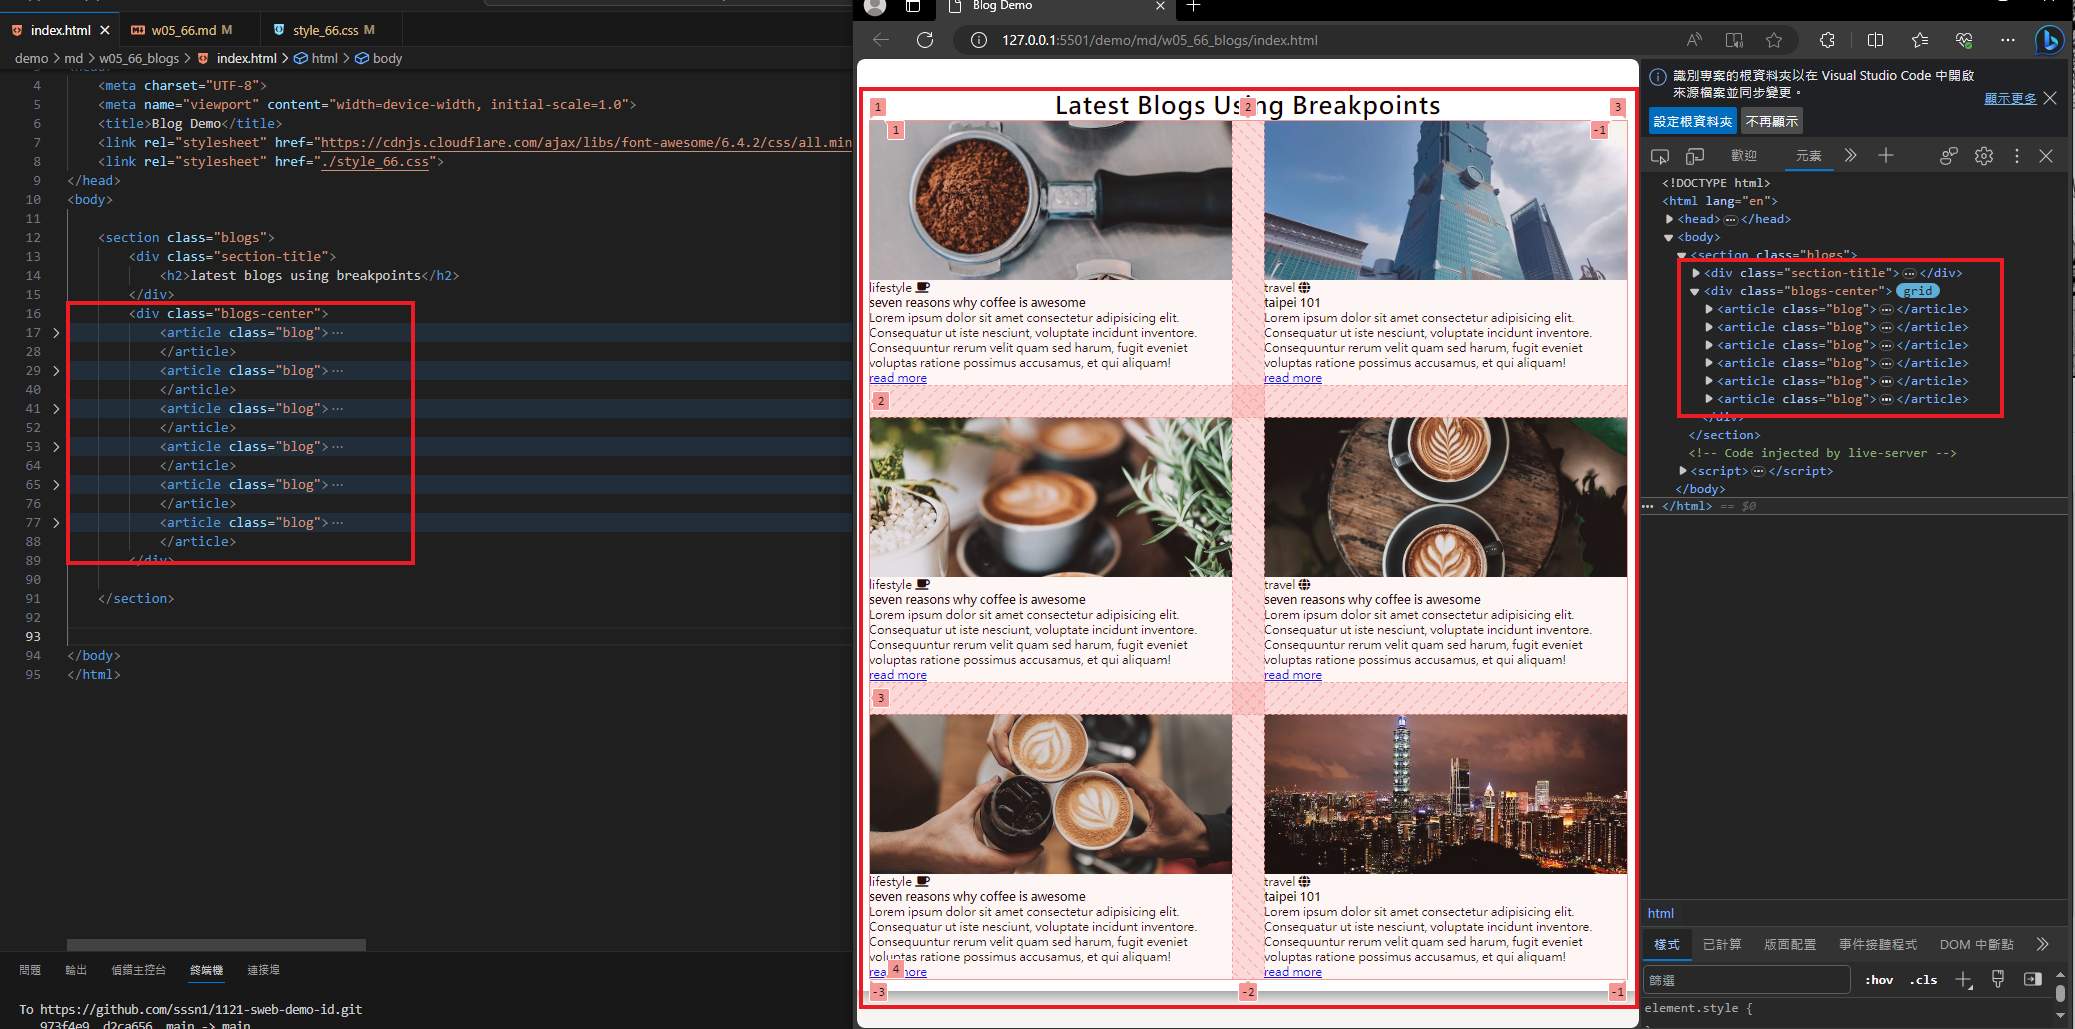 index.html
w05_66.md M
style_66.css M
demo > md > w05_66_blogs > index.html > html > body
4 <meta charset="UTF-8">
5 <meta name="viewport" content="width=device-width, initial-scale=1.0">
6 <title>Blog Demo</title>
7 <link rel="stylesheet" href="https://cdnjs.cloudflare.com/ajax/libs/font-awesome/6.4.2/css/all.min
8 <link rel="stylesheet" href="./style_66.css">
9 </head>
10 <body>
11
12 <section class="blogs">
13 <div class="section-title">
14 <h2>latest blogs using breakpoints</h2>
15 </div>
16 <div class="blogs-center">
17 <article class="blog">...
28 </article>
29 <article class="blog">...
40 </article>
41 <article class="blog">...
52 </article>
53 <article class="blog">...
64 </article>
65 <article class="blog">...
76 </article>
77 <article class="blog">...
88 </article>
89 </div>
90
91 </section>
92
93
94 </body>
95 </html>
問題 輸出 偵錯主控台 終端機 連接埠
To https://github.com/sssn1/1121-sweb-demo-id.git
973f4e9..d2ca656 main -> main
Blog Demo
127.0.0.1:5501/demo/md/w05_66_blogs/index.html
Latest Blogs Using Breakpoints
1 2 3
1 -1
lifestyle
seven reasons why coffee is awesome
Lorem ipsum dolor sit amet consectetur adipisicing elit.
Consequatur ut iste nesciunt, voluptate incidunt inventore.
Consequuntur rerum velit quam sed harum, fugit eveniet
voluptas ratione possimus accusamus, et qui aliquam!
read more
travel
taipei 101
Lorem ipsum dolor sit amet consectetur adipisicing elit.
Consequatur ut iste nesciunt, voluptate incidunt inventore.
Consequuntur rerum velit quam sed harum, fugit eveniet
voluptas ratione possimus accusamus, et qui aliquam!
read more
2
lifestyle
seven reasons why coffee is awesome
Lorem ipsum dolor sit amet consectetur adipisicing elit.
Consequatur ut iste nesciunt, voluptate incidunt inventore.
Consequuntur rerum velit quam sed harum, fugit eveniet
voluptas ratione possimus accusamus, et qui aliquam!
read more
travel
seven reasons why coffee is awesome
Lorem ipsum dolor sit amet consectetur adipisicing elit.
Consequatur ut iste nesciunt, voluptate incidunt inventore.
Consequuntur rerum velit quam sed harum, fugit eveniet
voluptas ratione possimus accusamus, et qui aliquam!
read more
3
lifestyle
seven reasons why coffee is awesome
Lorem ipsum dolor sit amet consectetur adipisicing elit.
Consequatur ut iste nesciunt, voluptate incidunt inventore.
Consequuntur rerum velit quam sed harum, fugit eveniet
voluptas ratione possimus accusamus, et qui aliquam!
read more
travel
taipei 101
Lorem ipsum dolor sit amet consectetur adipisicing elit.
Consequatur ut iste nesciunt, voluptate incidunt inventore.
Consequuntur rerum velit quam sed harum, fugit eveniet
voluptas ratione possimus accusamus, et qui aliquam!
read more
4
-3 -2 -1
識別專案的根資料夾以在 Visual Studio Code 中開啟
來源檔案並同步變更。
顯示更多
設定根資料夾 不再顯示
歡迎 元素
<!DOCTYPE html>
<html lang="en">
<head>...</head>
<body>
<section class="blogs">
<div class="section-title">...</div>
<div class="blogs-center"> grid
<article class="blog">...</article>
<article class="blog">...</article>
<article class="blog">...</article>
<article class="blog">...</article>
<article class="blog">...</article>
<article class="blog">...</article>
</div>
</section>
<!-- Code injected by live-server -->
<script>...</script>
</body>
... </html> == $0
html
樣式 已計算 版面配置 事件接聽程式 DOM 中斷點
篩選 :hov .cls
element.style {